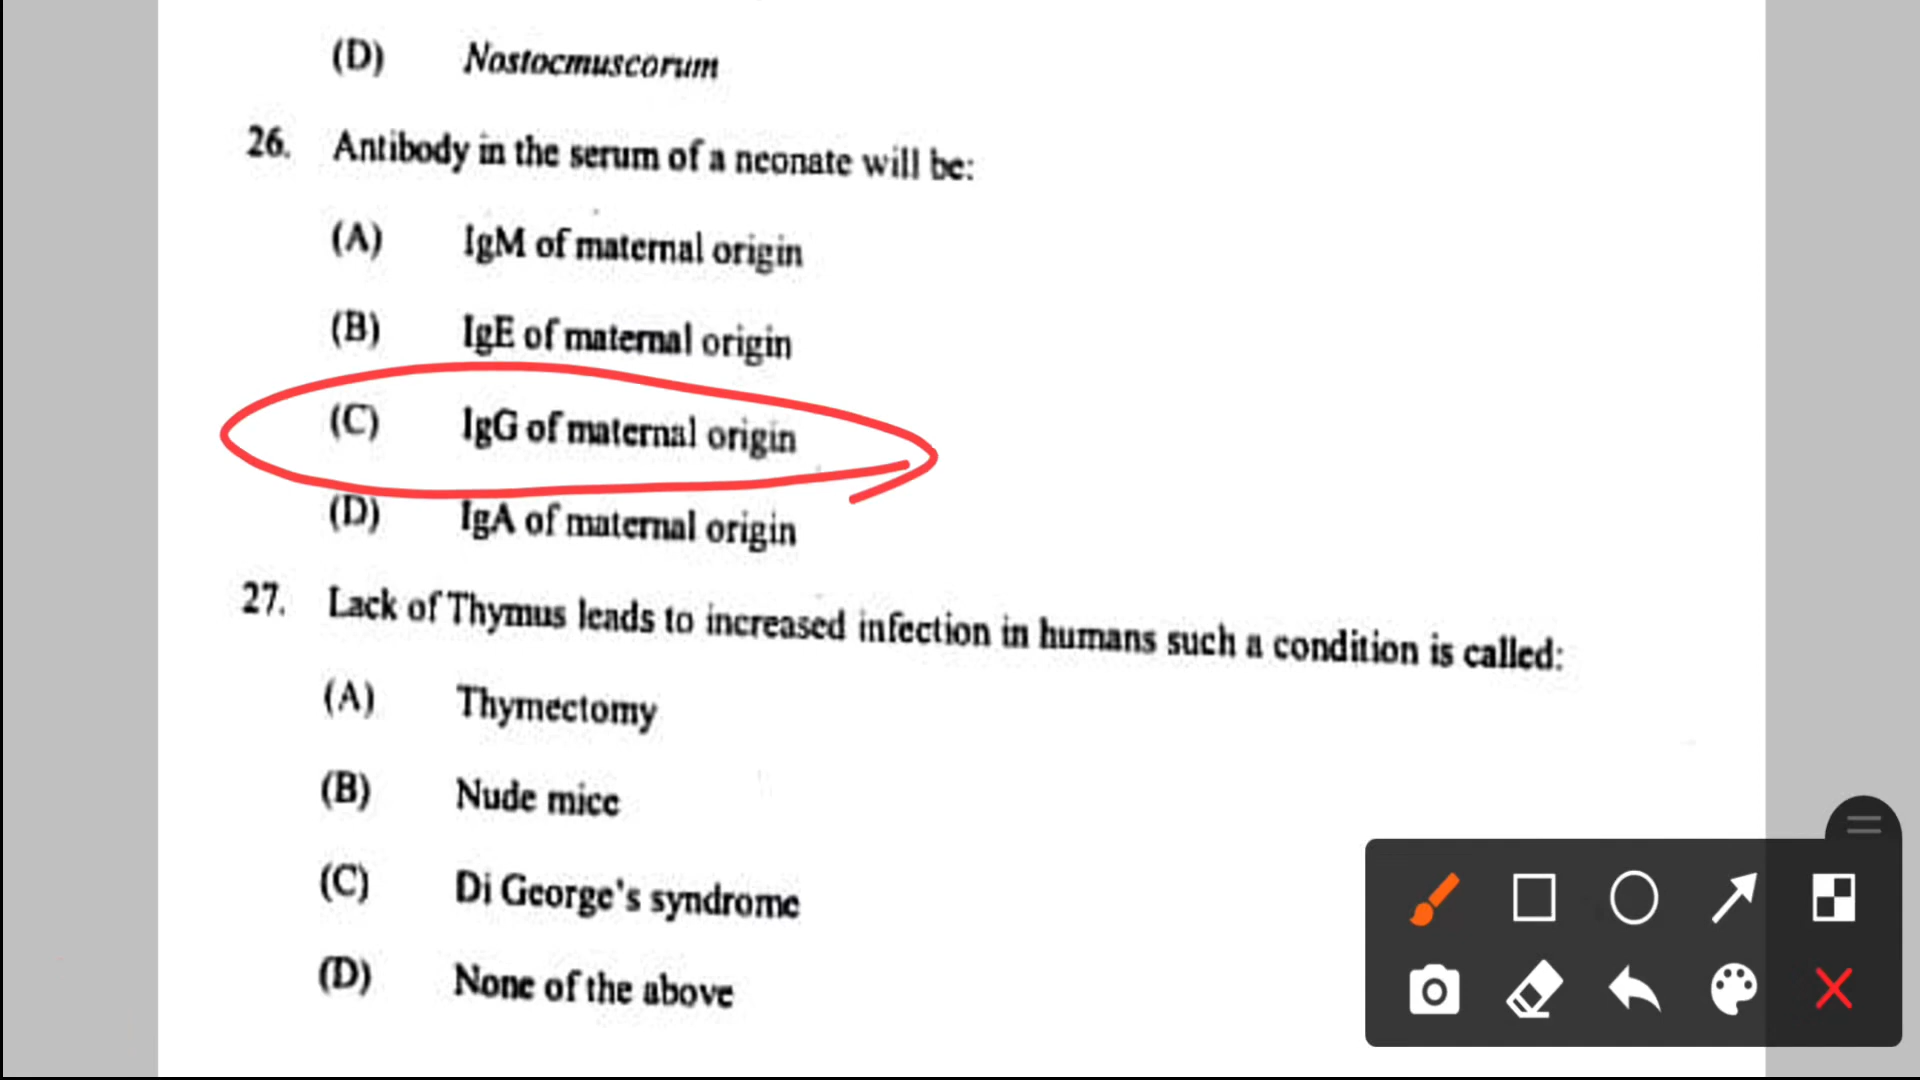 (D) Nostocmuscorum
26. Antibody in the serum of a neonate will be:
(A) IgM of maternal origin
(B) IgE of maternal origin
(C) IgG of maternal origin
(D) IgA of maternal origin
27. Lack of Thymus leads to increased infection in humans such a condition is called:
(A) Thymectomy
(B) Nude mice
(C) Di George's syndrome
(D) None of the above